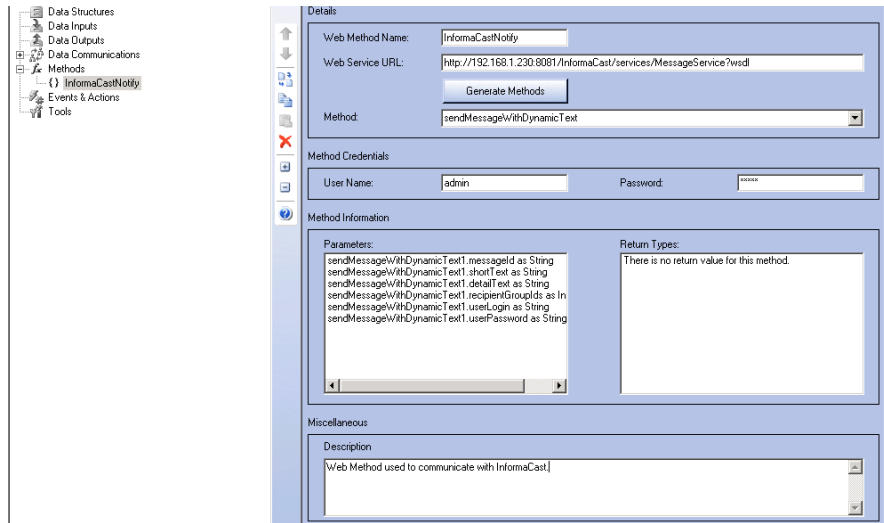 Data Structures
Data Inputs
Data Outputs
Data Communications
Methods
{} InformaCastNotify
Events & Actions
Tools
Details
Web Method Name: InformaCastNotify
Web Service URL: http://192.168.1.230:8081/InformaCast/services/MessageService?wsdl
Generate Methods
Method: sendMessageWithDynamicText
Method Credentials
User Name: admin Password: *****
Method Information
Parameters: Return Types:
sendMessageWithDynamicText1.messageId as String There is no return value for this method.
sendMessageWithDynamicText1.shortText as String
sendMessageWithDynamicText1.detailText as String
sendMessageWithDynamicText1.recipientGroupIds as In
sendMessageWithDynamicText1.userLogin as String
sendMessageWithDynamicText1.userPassword as String
Miscellaneous
Description
Web Method used to communicate with InformaCast.